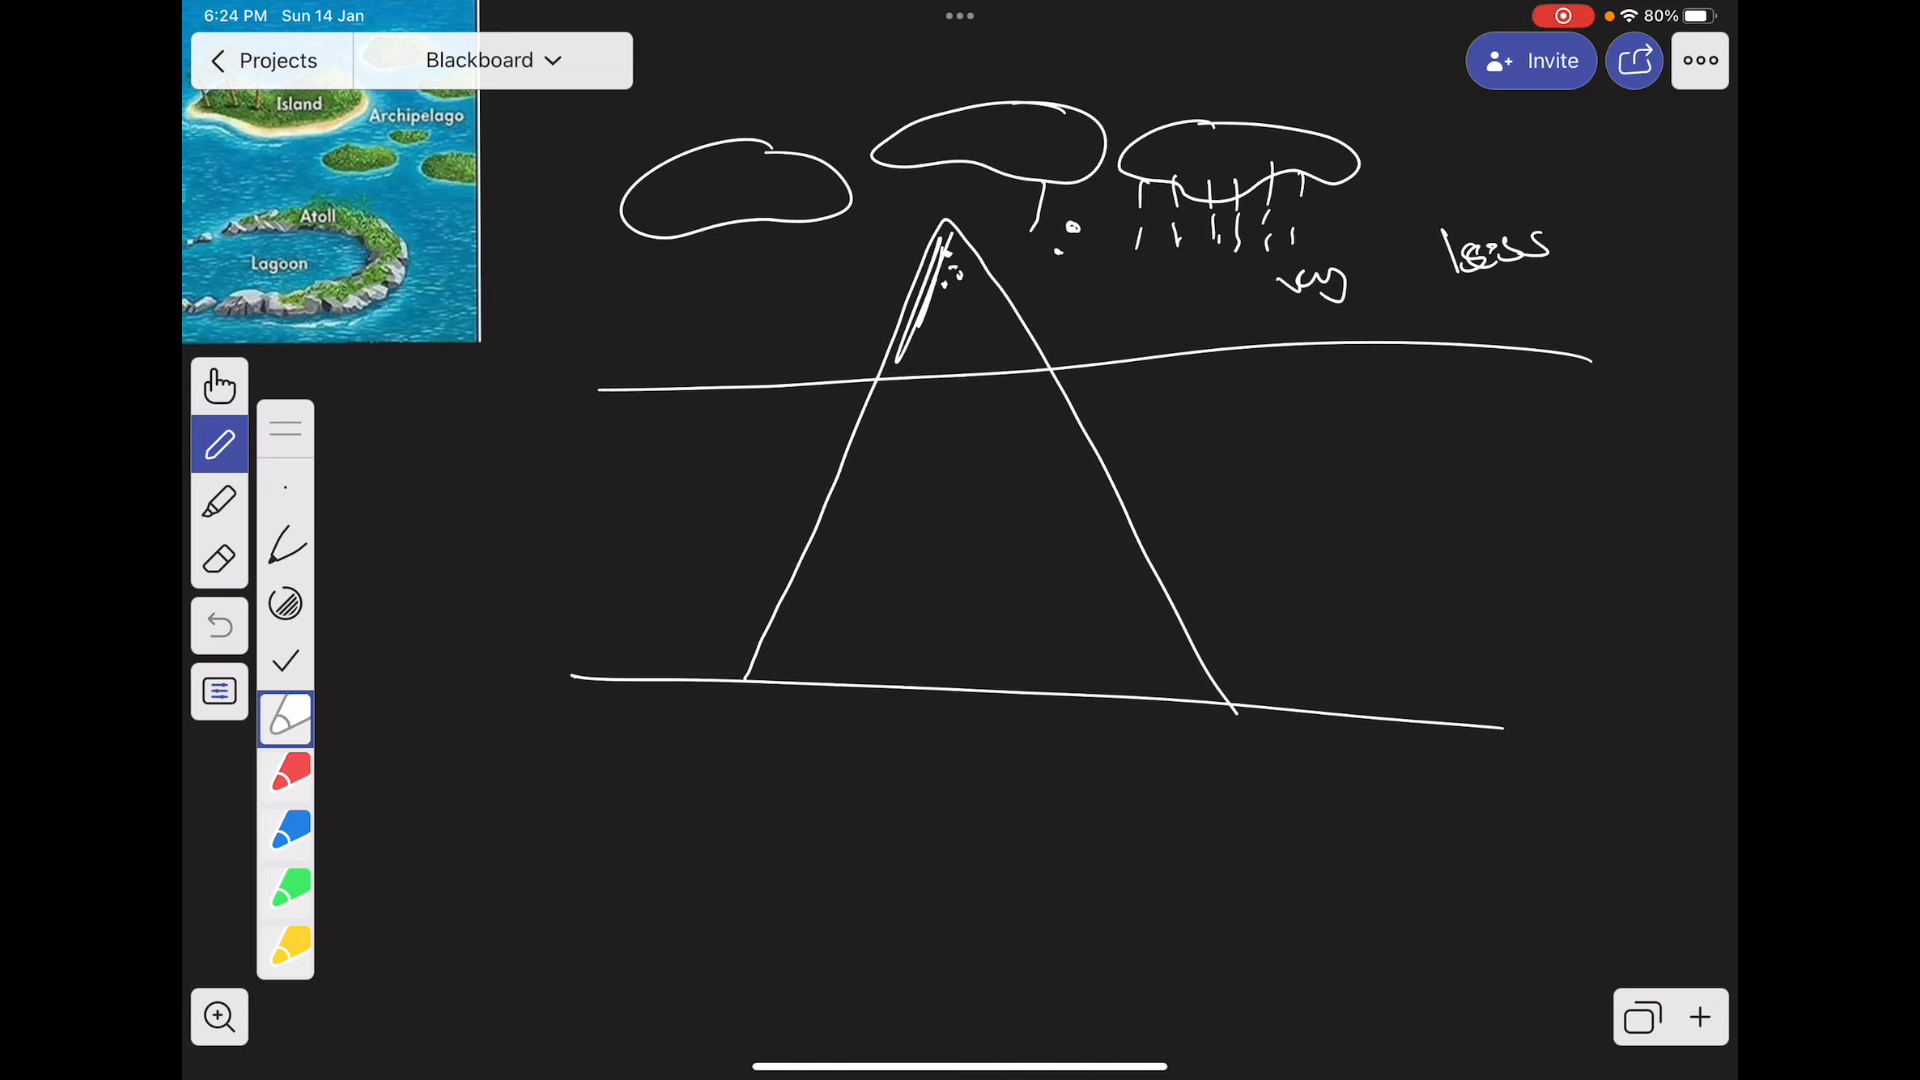 6:24 PM Sun 14 Jan
80%
Projects
Blackboard
Invite
Island
Archipelago
Atoll
Lagoon